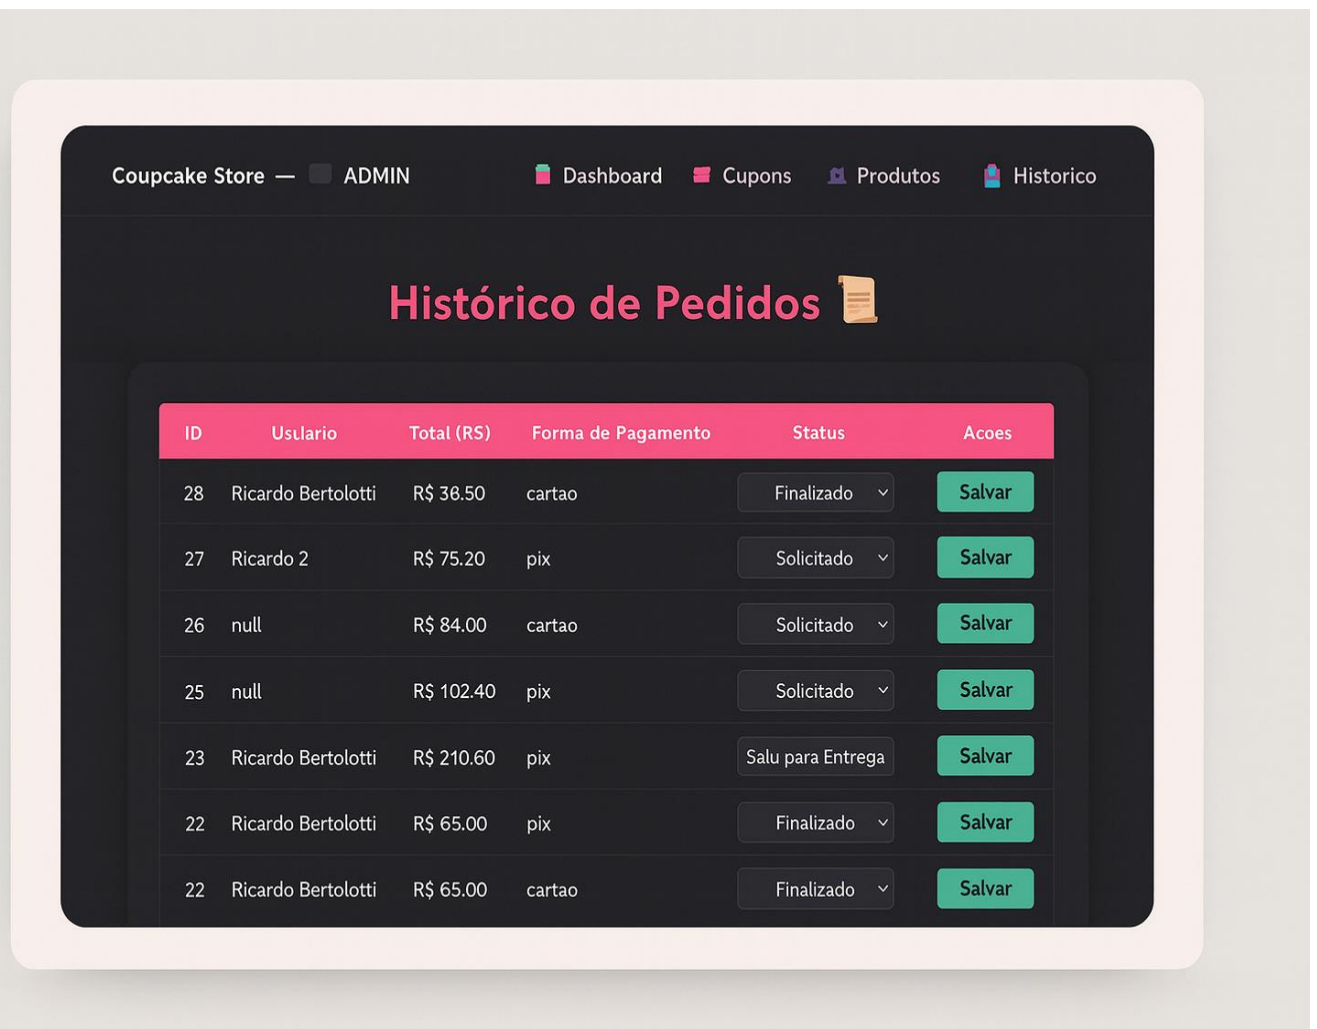 Coupcake Store — ADMIN Dashboard Cupons Produtos Historico
Histórico de Pedidos
ID Usulario Total (RS) Forma de Pagamento Status Acoes
28 Ricardo Bertolotti R$ 36.50 cartao Finalizado Salvar
27 Ricardo 2 R$ 75.20 pix Solicitado Salvar
26 null R$ 84.00 cartao Solicitado Salvar
25 null R$ 102.40 pix Solicitado Salvar
23 Ricardo Bertolotti R$ 210.60 pix Salu para Entrega Salvar
22 Ricardo Bertolotti R$ 65.00 pix Finalizado Salvar
22 Ricardo Bertolotti R$ 65.00 cartao Finalizado Salvar